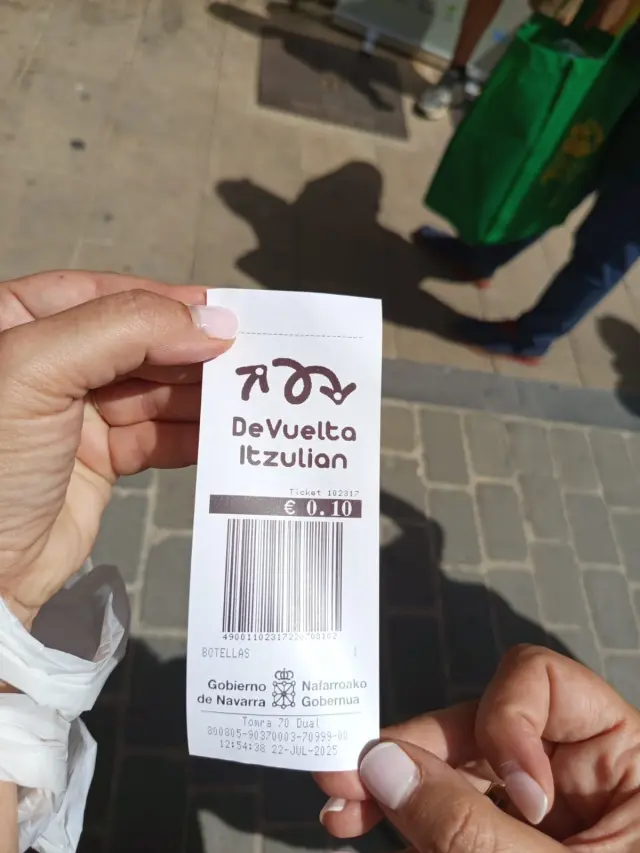 DeVuelta
Itzulian
Ticket 102317
€ 0.10
BOTELLAS 1
Gobierno de Navarra
Nafarroako Gobernua
Tomra 70 Dual
12:54:38 22-JUL-2025